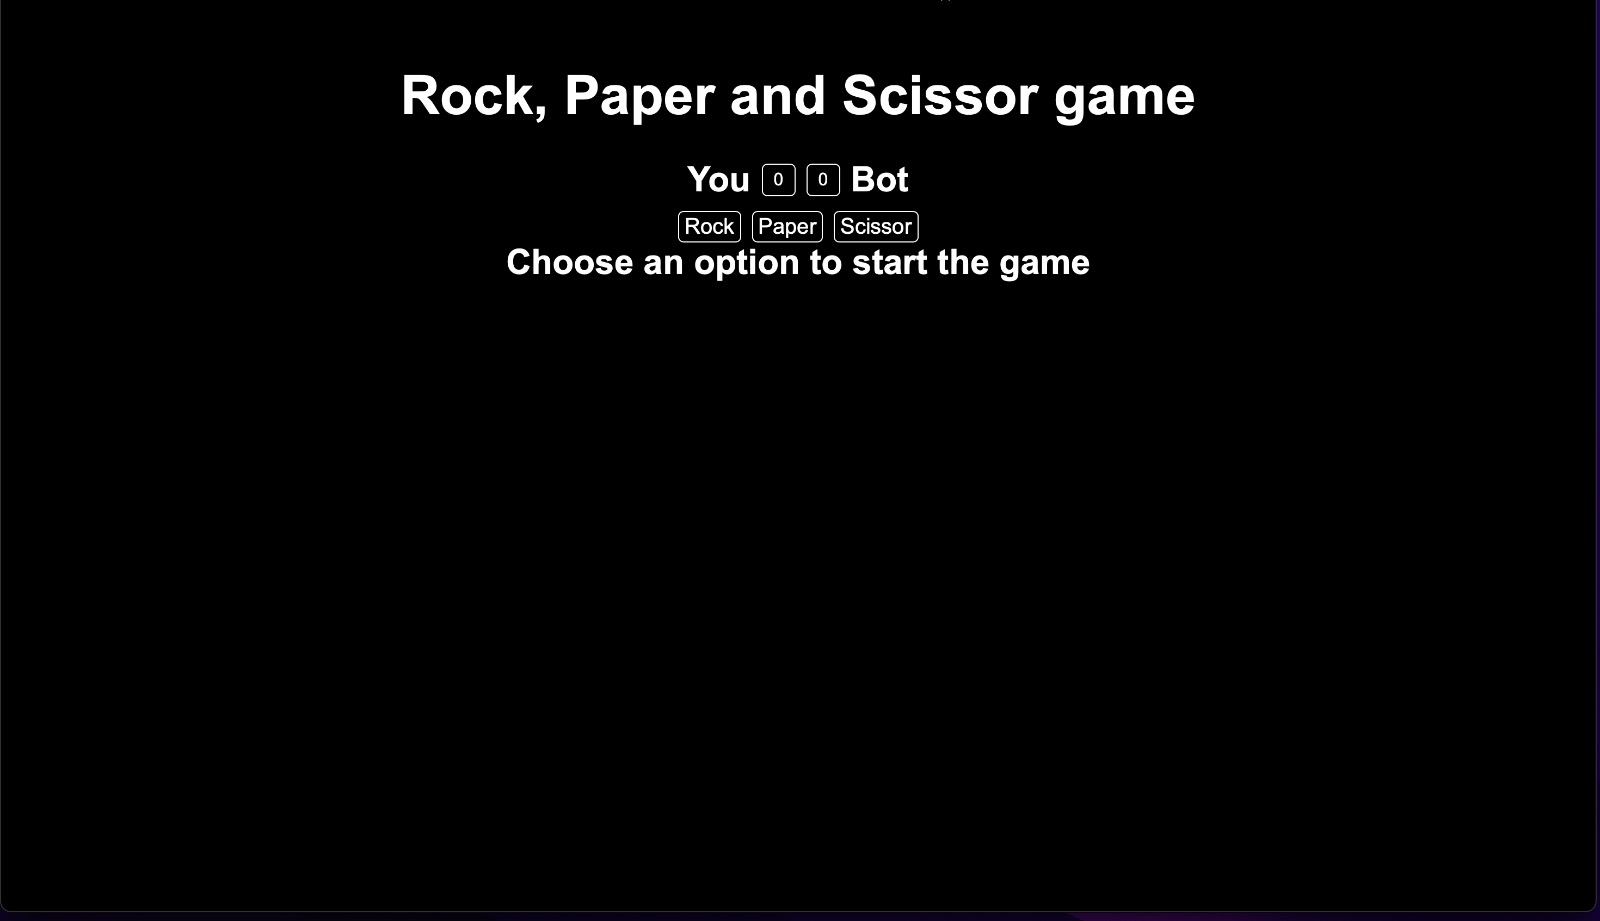 Rock, Paper and Scissor game
You 0 0 Bot
Rock Paper Scissor
Choose an option to start the game